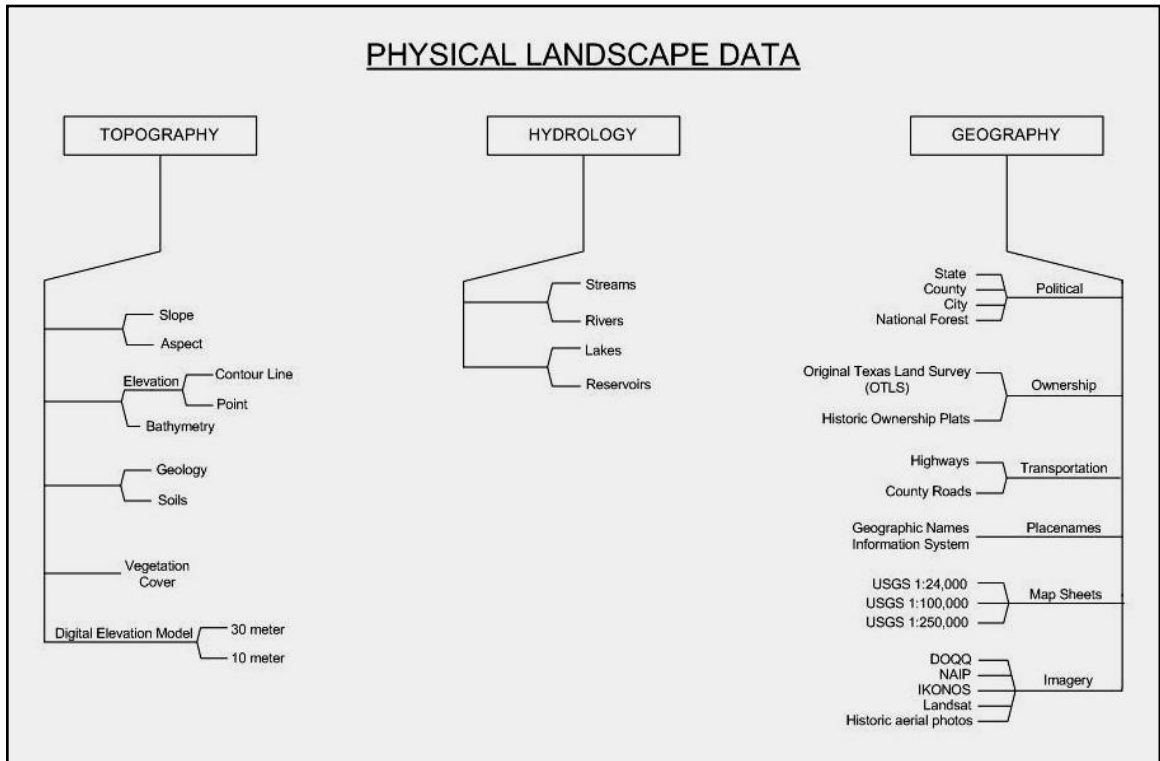 PHYSICAL LANDSCAPE DATA
TOPOGRAPHY
Slope
Aspect
Elevation
Contour Line
Point
Bathymetry
Geology
Soils
Vegetation
Cover
Digital Elevation Model
30 meter
10 meter
HYDROLOGY
Streams
Rivers
Lakes
Reservoirs
GEOGRAPHY
State
County
City
National Forest
Political
Original Texas Land Survey
(OTLS)
Historic Ownership Plats
Ownership
Highways
County Roads
Transportation
Geographic Names
Information System
Placenames
USGS 1:24,000
USGS 1:100,000
USGS 1:250,000
Map Sheets
DOQQ
NAIP
IKONOS
Landsat
Historic aerial photos
Imagery